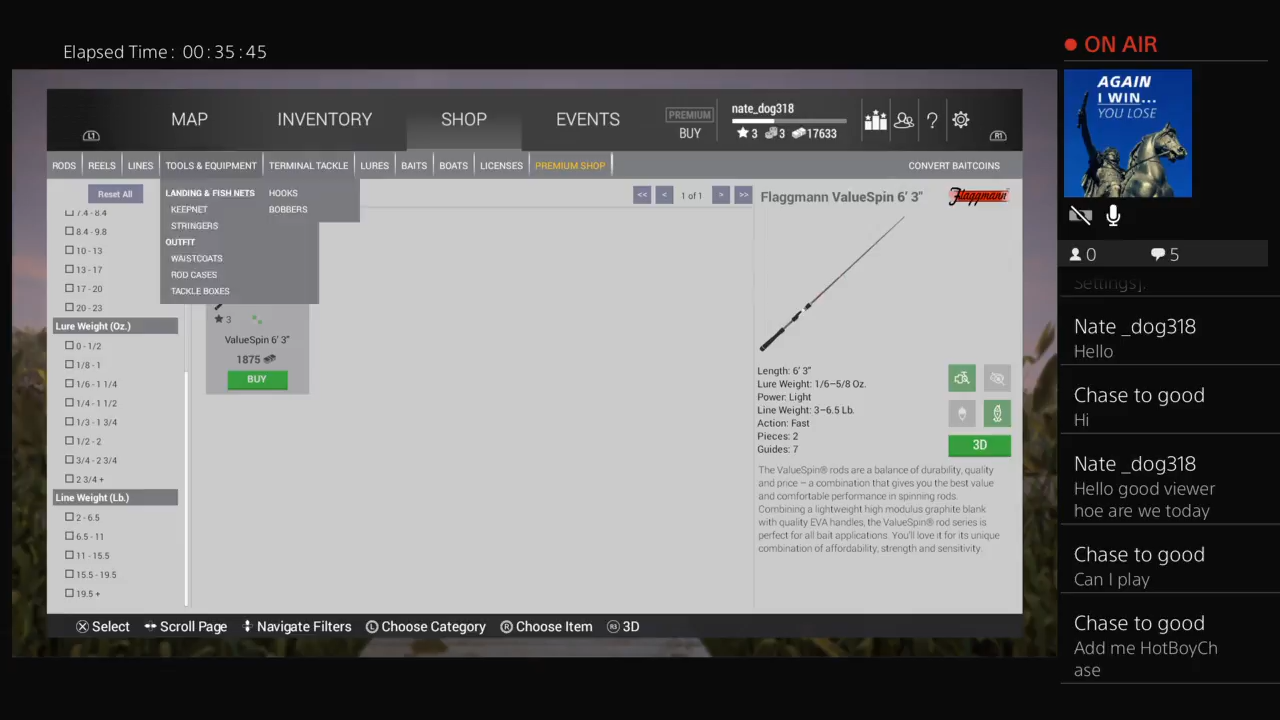 Elapsed Time: 00:35:45
ON AIR
AGAIN
I WIN...
YOU LOSE
L1
MAP
INVENTORY
SHOP
EVENTS
PREMIUM
BUY
nate_dog318
3
3
17633
?
R1
RODS
REELS
LINES
TOOLS & EQUIPMENT
TERMINAL TACKLE
LURES
BAITS
BOATS
LICENSES
PREMIUM SHOP
CONVERT BAITCOINS
Reset All
7.4 - 8.4
8.4 - 9.8
10 - 13
13 - 17
17 - 20
20 - 23
Lure Weight (Oz.)
0 - 1/2
1/8 - 1
1/6 - 1 1/4
1/4 - 1 1/2
1/3 - 1 3/4
1/2 - 2
3/4 - 2 3/4
2 3/4 +
Line Weight (Lb.)
2 - 6.5
6.5 - 11
11 - 15.5
15.5 - 19.5
19.5 +
LANDING & FISH NETS
KEEPNET
STRINGERS
OUTFIT
WAISTCOATS
ROD CASES
TACKLE BOXES
HOOKS
BOBBERS
<<
<
1 of 1
>
>>
3
ValueSpin 6' 3"
1875
BUY
Flaggmann ValueSpin 6' 3"
Flaggmann
Length: 6' 3"
Lure Weight: 1/6–5/8 Oz.
Power: Light
Line Weight: 3–6.5 Lb.
Action: Fast
Pieces: 2
Guides: 7
3D
The ValueSpin® rods are a balance of durability, quality
and price – a combination that gives you the best value
and comfortable performance in spinning rods.
Combining a lightweight high modulus graphite blank
with quality EVA handles, the ValueSpin® rod series is
perfect for all bait applications. You'll love it for its unique
combination of affordability, strength and sensitivity.
Select
Scroll Page
Navigate Filters
L Choose Category
R Choose Item
R3 3D
0
5
Settings].
Nate _dog318
Hello
Chase to good
Hi
Nate _dog318
Hello good viewer
hoe are we today
Chase to good
Can I play
Chase to good
Add me HotBoyCh
ase